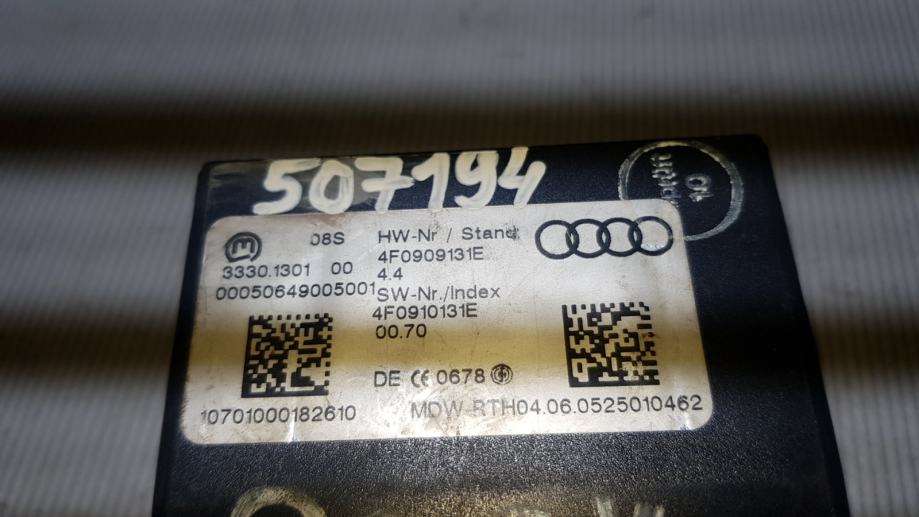 507194
08S HW-Nr / Stand
3330.1301 00 4F0909131E
4.4
00050649005001 SW-Nr./Index
4F0910131E
00.70
DE CE 0678
10701000182610 MDW-RTH04.06.0525010462